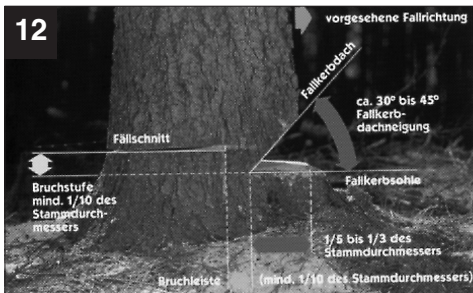 12
vorgesehene Fallrichtung
Fallkerbdach
ca. 30° bis 45°
Fallkerb-
dachneigung
Fällschnitt
Bruchstufe
mind. 1/10 des
Stammdurch-
messers
Fallkerbsohle
1/5 bis 1/3 des
Stammdurchmessers
Bruchleiste
(mind. 1/10 des Stammdurchmessers)